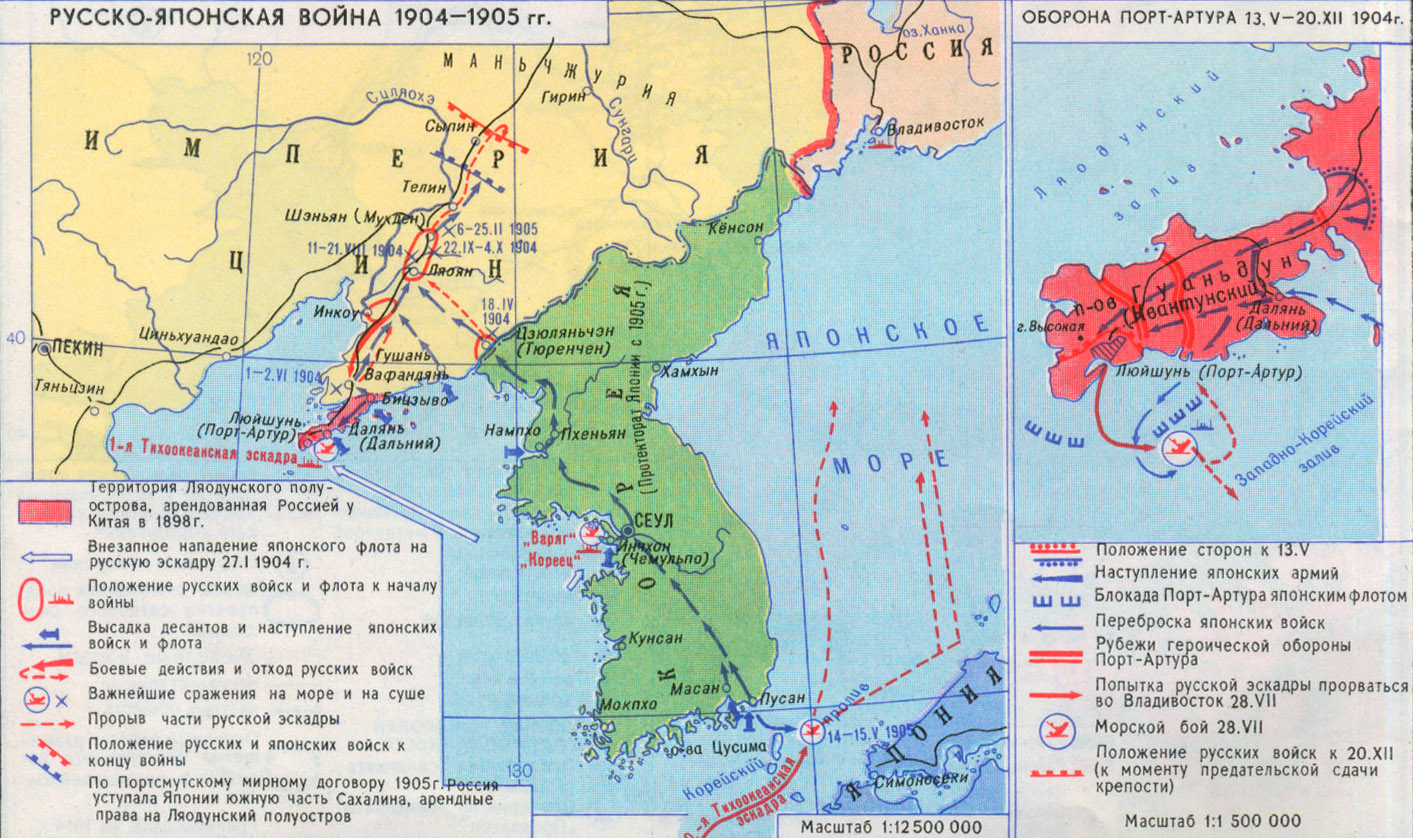 РУССКО-ЯПОНСКАЯ ВОЙНА 1904–1905 гг.
120
МАНЬЧЖУРИЯ
Силяохэ
Гирин
Сунгари
оз. Ханка
РОССИЯ
Сыпин
Владивосток
ИМПЕРИЯ
Телин
Шэньян (Мукден)
6–25.II 1905
11–21.VIII 1904
22.IX–4.X 1904
Кёнсон
ЦИН
Ляоян
Инкоу
18.IV
1904
Цзюляньчэн
(Тюренчен)
ЯПОНСКОЕ
МОРЕ
40
ПЕКИН
Циньхуандао
Гушань
Вафандянь
1–2.VI 1904
Хамхын
Тяньцзин
Бицзыво
Люйшунь
(Порт-Артур)
Далянь
(Дальний)
1-я Тихоокеанская эскадра
Нампхо
Пхеньян
КОРЕЯ
(Протекторат Японии с 1905 г.)
СЕУЛ
„Варяг"
„Кореец"
Инчхон
(Чемульпо)
Кунсан
Масан
Пусан
Мокпхо
о-ва Цусима
Корейский
пролив
14–15.V 1905
ЯПОНИЯ
Симоносеки
-я Тихоокеанская
эскадра
130
Масштаб 1:12 500 000
Территория Ляодунского полу-
острова, арендованная Россией у
Китая в 1898 г.
Внезапное нападение японского флота на
русскую эскадру 27.I 1904 г.
Положение русских войск и флота к началу
войны
Высадка десантов и наступление японских
войск и флота
Боевые действия и отход русских войск
Важнейшие сражения на море и на суше
Прорыв части русской эскадры
Положение русских и японских войск к
концу войны
По Портсмутскому мирному договору 1905г. Россия
уступала Японии южную часть Сахалина, арендные
права на Ляодунский полуостров
ОБОРОНА ПОРТ-АРТУРА 13.V–20.XII 1904г.
Ляодунский
залив
п-ов Гуаньдун
(Квантунский)
г. Высокая
Далянь
(Дальний)
Люйшунь (Порт-Артур)
Западно-Корейский
залив
Положение сторон к 13.V
Наступление японских армий
Блокада Порт-Артура японским флотом
Переброска японских войск
Рубежи героической обороны
Порт-Артура
Попытка русской эскадры прорваться
во Владивосток 28.VII
Морской бой 28.VII
Положение русских войск к 20.XII
(к моменту предательской сдачи
крепости)
Масштаб 1:1 500 000